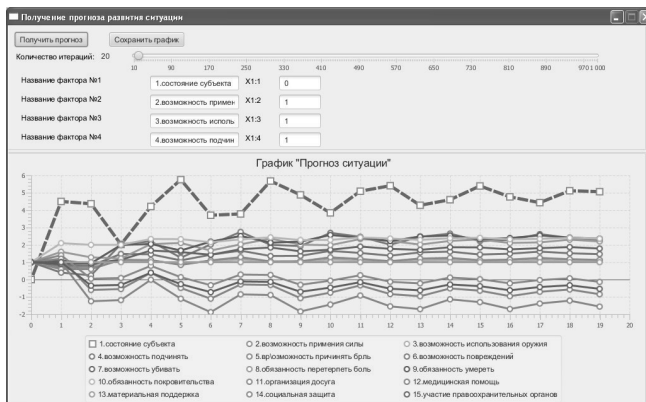 Получение прогноза развития ситуации
Получить прогноз Сохранить график
Количество итераций: 20
10 90 170 250 330 410 490 570 650 730 810 890 970 1 000
Название фактора №1 1.состояние субъекта X1:1 0
Название фактора №2 2.возможность примен X1:2 1
Название фактора №3 3.возможность исполь X1:3 1
Название фактора №4 4.возможность подчин X1:4 1
График "Прогноз ситуации"
6
5
4
3
2
1
0
-1
-2
0 1 2 3 4 5 6 7 8 9 10 11 12 13 14 15 16 17 18 19 20
1.состояние субъекта 2.возможность примения силы 3.возможность использования оружия
4.возможность подчинять 5.вр\озможность причинять брль 6.возможность повреждений
7.возможность убивать 8.обязанность перетерпеть боль 9.обязанность умереть
10.обязанность покровительства 11.организация досуга 12.медицинская помощь
13.материальная поддержка 14.социальная защита 15.участие правоохранительных органов